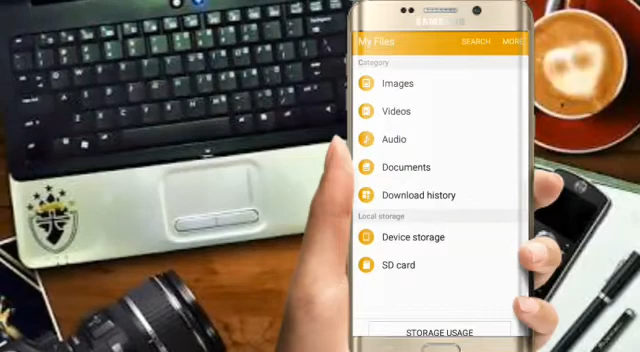 SAMSUNG
My Files SEARCH MORE
Category
Images
Videos
Audio
Documents
Download history
Local storage
Device storage
SD card
STORAGE USAGE